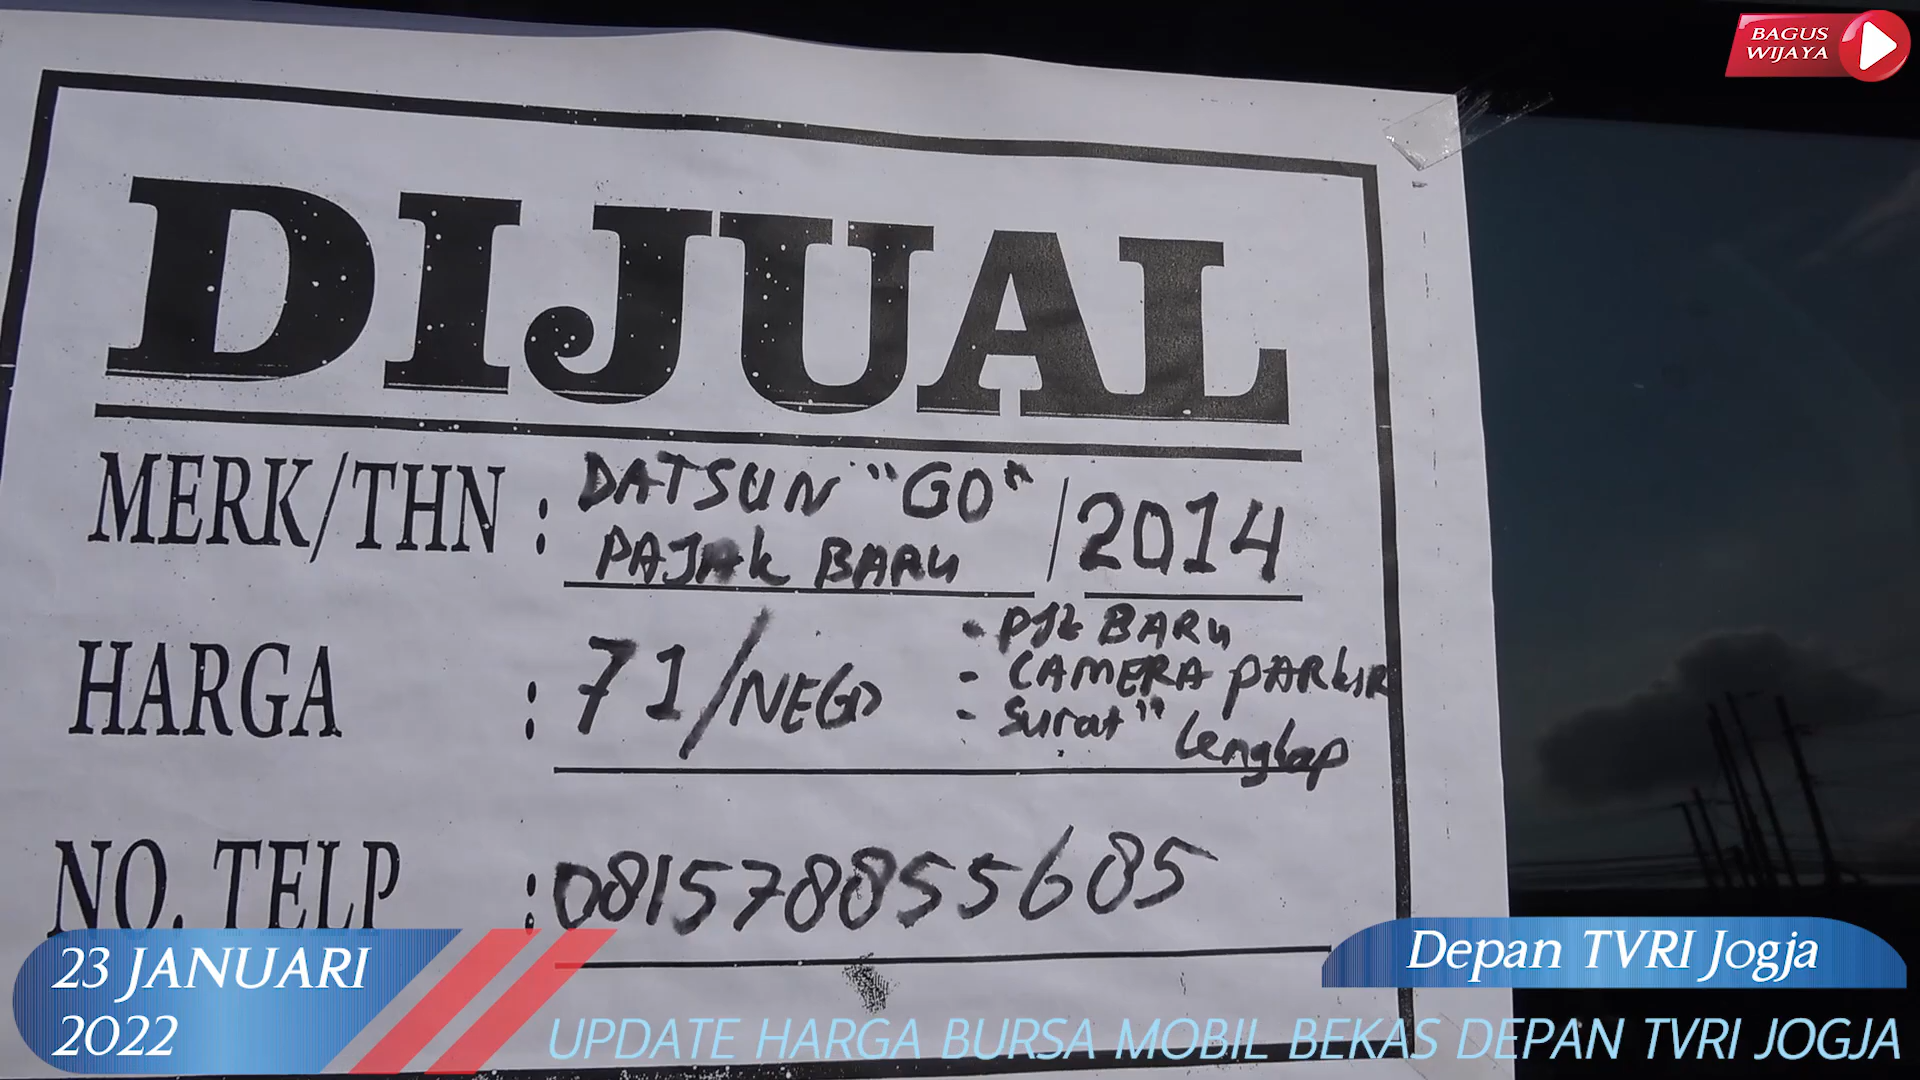 BAGUS
WIJAYA
DIJUAL
MERK/THN : DATSUN "GO" / 2014
PAJAK BARU
HARGA : 71/NEGO
- PJK BARU
- CAMERA PARKIR
- Surat" Lengkap
NO. TELP : 081578855685
23 JANUARI
2022
Depan TVRI Jogja
UPDATE HARGA BURSA MOBIL BEKAS DEPAN TVRI JOGJA